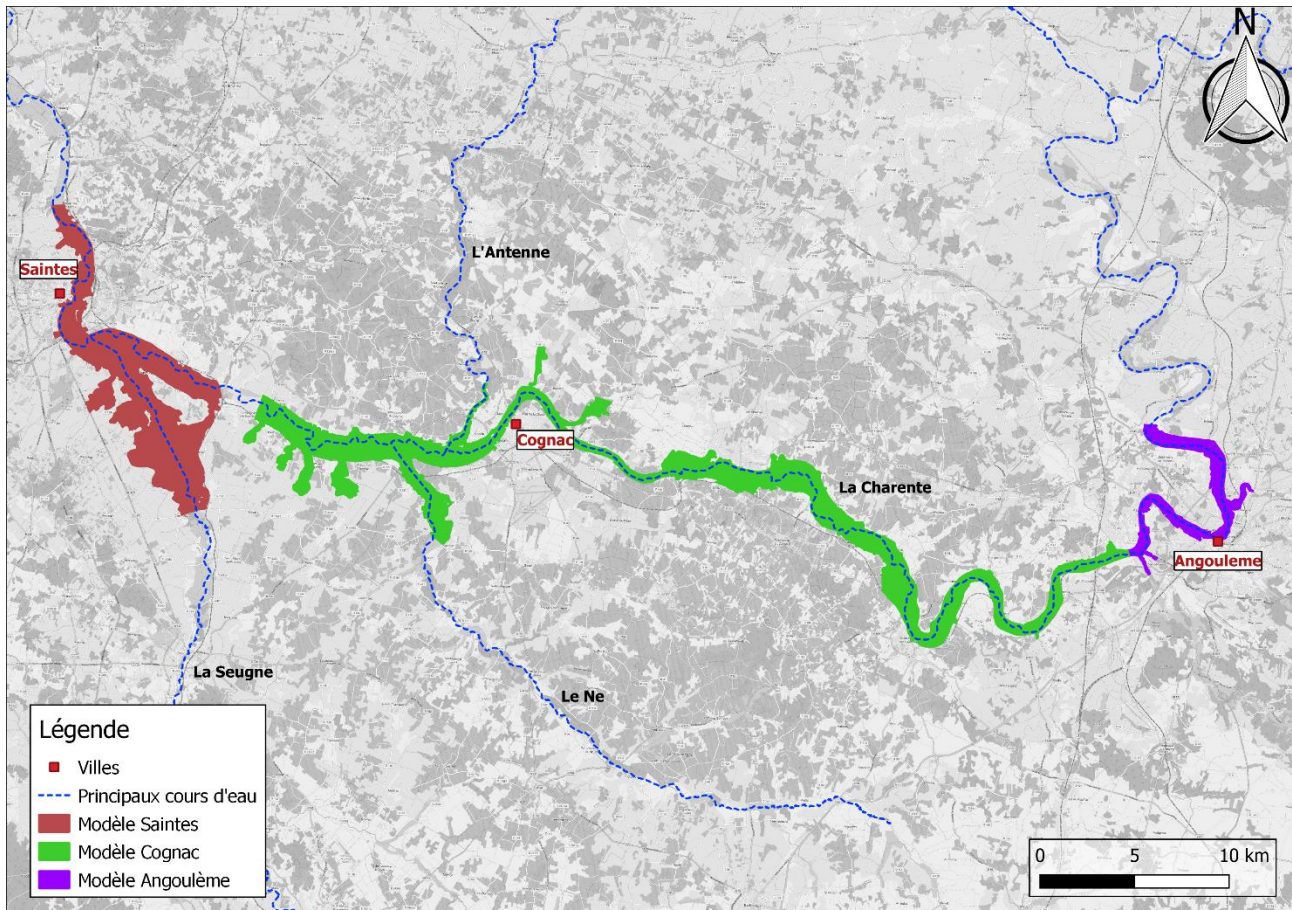 N
L'Antenne
Saintes
Cognac
La Charente
Angouleme
La Seugne
Le Ne
Légende
Villes
Principaux cours d'eau
Modèle Saintes
Modèle Cognac
Modèle Angoulème
0 5 10 km